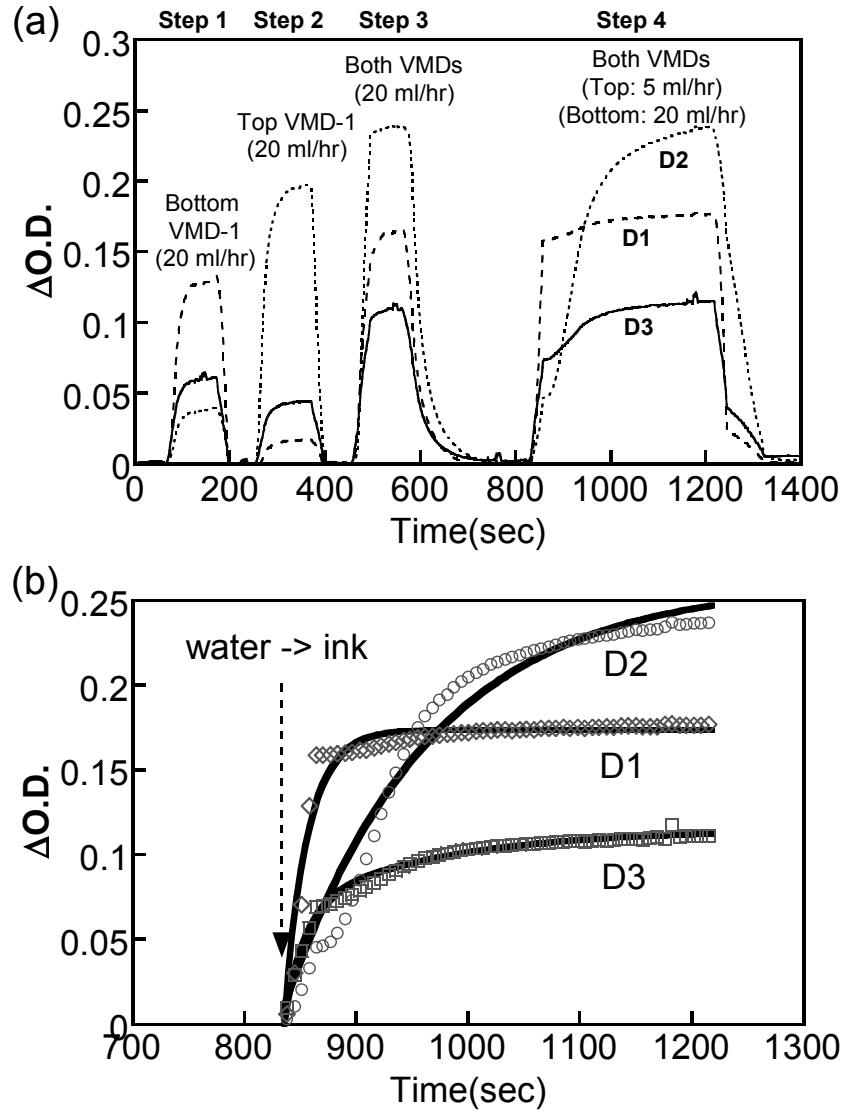 (a)
Step 1 Step 2 Step 3 Step 4
0.3
0.25
0.2
0.15
0.1
0.05
0
ΔO.D.
Bottom
VMD-1
(20 ml/hr)
Top VMD-1
(20 ml/hr)
Both VMDs
(20 ml/hr)
Both VMDs
(Top: 5 ml/hr)
(Bottom: 20 ml/hr)
D2
D1
D3
0 200 400 600 800 1000 1200 1400
Time(sec)
(b)
0.25
0.2
0.15
0.1
0.05
0
ΔO.D.
water -> ink
D2
D1
D3
700 800 900 1000 1100 1200 1300
Time(sec)